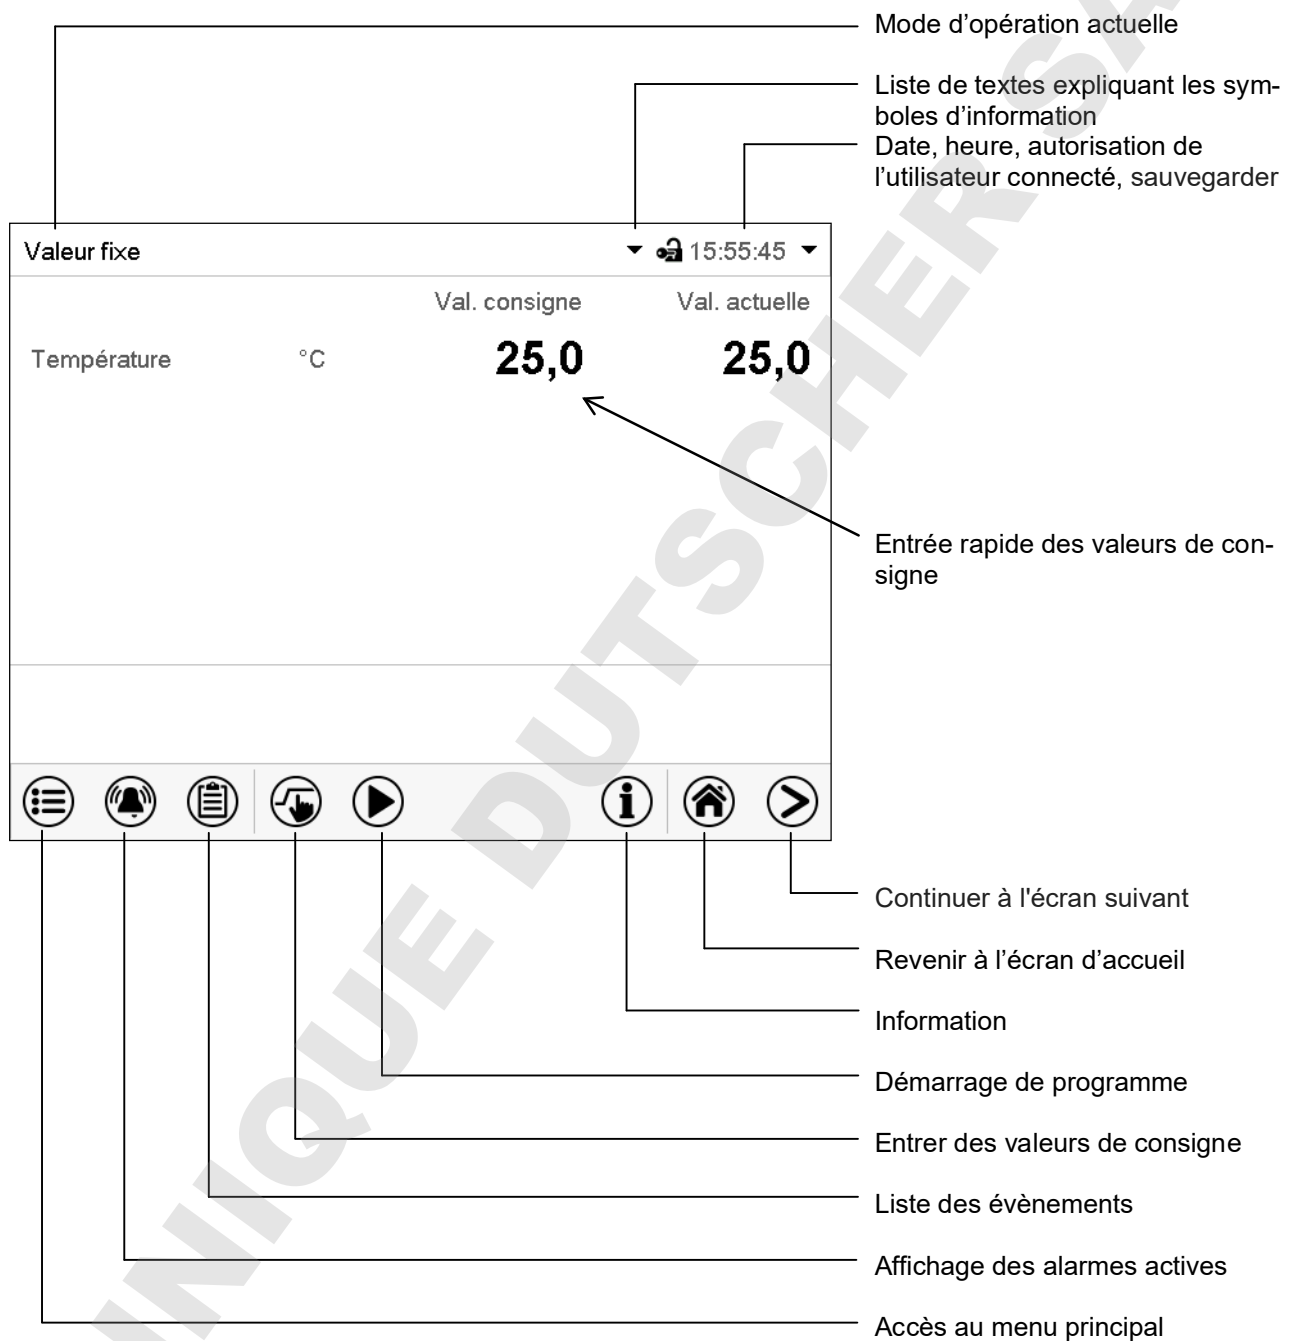 Mode d’opération actuelle
Liste de textes expliquant les sym-
boles d’information
Date, heure, autorisation de
l’utilisateur connecté, sauvegarder
Valeur fixe
15:55:45
Val. consigne
Val. actuelle
Température
°C
25,0
25,0
Entrée rapide des valeurs de con-
signe
Continuer à l'écran suivant
Revenir à l’écran d’accueil
Information
Démarrage de programme
Entrer des valeurs de consigne
Liste des évènements
Affichage des alarmes actives
Accès au menu principal
NIQUE DUTSCHER SA